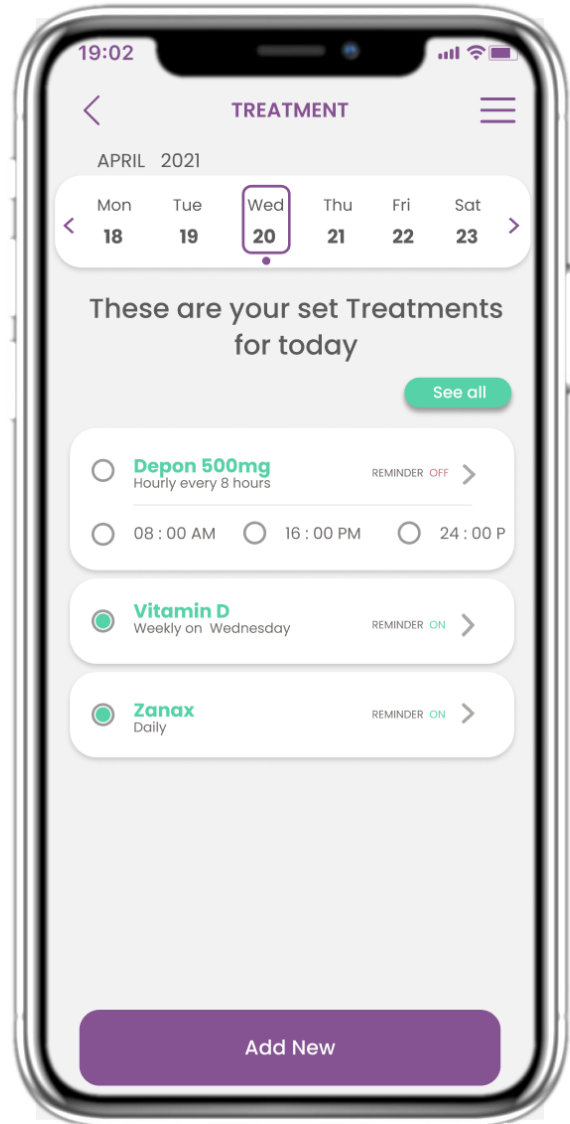 19:02
TREATMENT
APRIL 2021
Mon Tue Wed Thu Fri Sat
18 19 20 21 22 23
These are your set Treatments
for today
See all
Depon 500mg
Hourly every 8 hours
REMINDER OFF
08 : 00 AM 16 : 00 PM 24 : 00 P
Vitamin D
Weekly on Wednesday
REMINDER ON
Zanax
Daily
REMINDER ON
Add New